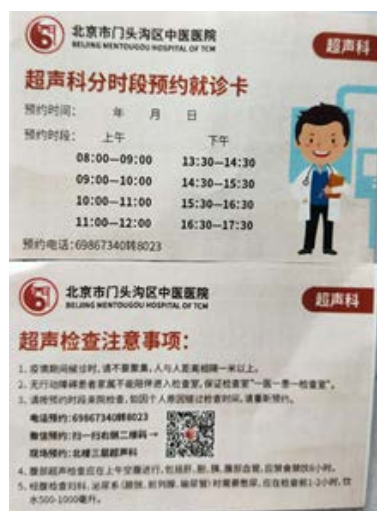 北京市门头沟区中医医院
BEIJING MENTOUGOU HOSPITAL OF TCM
超声科
超声科分时段预约就诊卡
预约时间: 年 月 日
预约时段: 上午 下午
08:00—09:00 13:30—14:30
09:00—10:00 14:30—15:30
10:00—11:00 15:30—16:30
11:00—12:00 16:30—17:30
预约电话:69867340转8023
北京市门头沟区中医医院
BEIJING MENTOUGOU HOSPITAL OF TCM
超声科
超声检查注意事项:
1、疫情期间候诊时,请不要聚集,人与人距离相隔一米以上。
2、无行动障碍患者家属不能陪伴进入检查室,保证检查室“一医一患一检查室”。
3、请按预约时段来院检查,如因个人原因错过检查时间,请重新预约。
电话预约:69867340转8023
微信预约:扫一扫右侧二维码→
现场预约:北楼三层超声科
4、腹部超声检查应在上午空腹进行,包括肝、胆、胰、腹部血管,应禁食禁饮8小时。
5、经腹检查妇科、泌尿系(膀胱、前列腺、输尿管)时需要憋尿,应在检查前1-2小时,饮
水500-1000毫升。